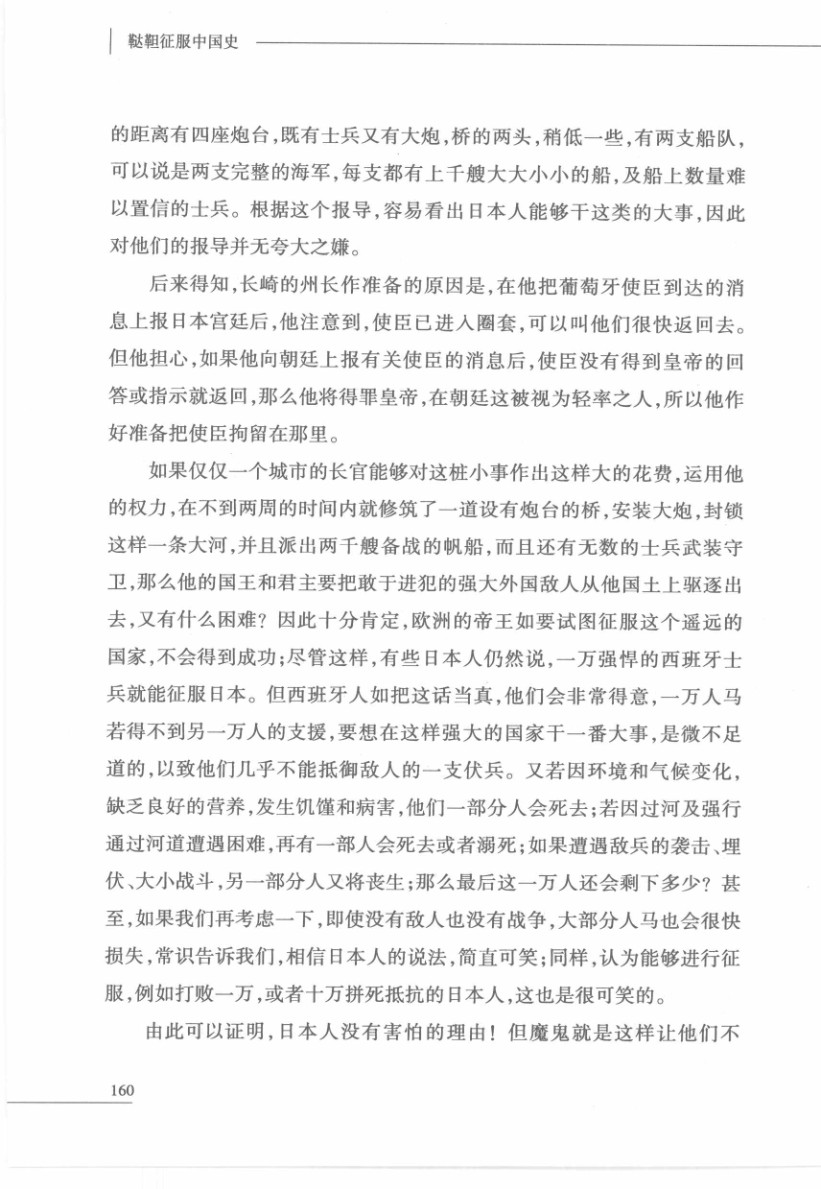 鞑靼征服中国史
的距离有四座炮台,既有士兵又有大炮,桥的两头,稍低一些,有两支船队,
可以说是两支完整的海军,每支都有上千艘大大小小的船,及船上数量难
以置信的士兵。根据这个报导,容易看出日本人能够干这类的大事,因此
对他们的报导并无夸大之嫌。
后来得知,长崎的州长作准备的原因是,在他把葡萄牙使臣到达的消
息上报日本宫廷后,他注意到,使臣已进入圈套,可以叫他们很快返回去。
但他担心,如果他向朝廷上报有关使臣的消息后,使臣没有得到皇帝的回
答或指示就返回,那么他将得罪皇帝,在朝廷这被视为轻率之人,所以他作
好准备把使臣拘留在那里。
如果仅仅一个城市的长官能够对这桩小事作出这样大的花费,运用他
的权力,在不到两周的时间内就修筑了一道设有炮台的桥,安装大炮,封锁
这样一条大河,并且派出两千艘备战的帆船,而且还有无数的士兵武装守
卫,那么他的国王和君主要把敢于进犯的强大外国敌人从他国土上驱逐出
去,又有什么困难?因此十分肯定,欧洲的帝王如要试图征服这个遥远的
国家,不会得到成功;尽管这样,有些日本人仍然说,一万强悍的西班牙士
兵就能征服日本。但西班牙人如把这话当真,他们会非常得意,一万人马
若得不到另一万人的支援,要想在这样强大的国家干一番大事,是微不足
道的,以致他们几乎不能抵御敌人的一支伏兵。又若因环境和气候变化,
缺乏良好的营养,发生饥馑和病害,他们一部分人会死去;若因过河及强行
通过河道遭遇困难,再有一部人会死去或者溺死;如果遭遇敌兵的袭击、埋
伏、大小战斗,另一部分人又将丧生;那么最后这一万人还会剩下多少?甚
至,如果我们再考虑一下,即使没有敌人也没有战争,大部分人马也会很快
损失,常识告诉我们,相信日本人的说法,简直可笑;同样,认为能够进行征
服,例如打败一万,或者十万拼死抵抗的日本人,这也是很可笑的。
由此可以证明,日本人没有害怕的理由!但魔鬼就是这样让他们不
160